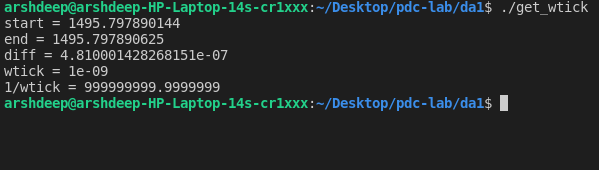 arshdeep@arshdeep-HP-Laptop-14s-cr1xxx:~/Desktop/pdc-lab/da1$ ./get_wtick
start = 1495.797890144
end = 1495.797890625
diff = 4.810001428268151e-07
wtick = 1e-09
1/wtick = 999999999.9999999
arshdeep@arshdeep-HP-Laptop-14s-cr1xxx:~/Desktop/pdc-lab/da1$